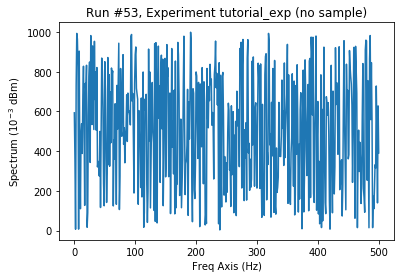 Run #53, Experiment tutorial_exp (no sample)
1000
800
600
400
200
0
Spectrum (10⁻³ dBm)
0 100 200 300 400 500
Freq Axis (Hz)